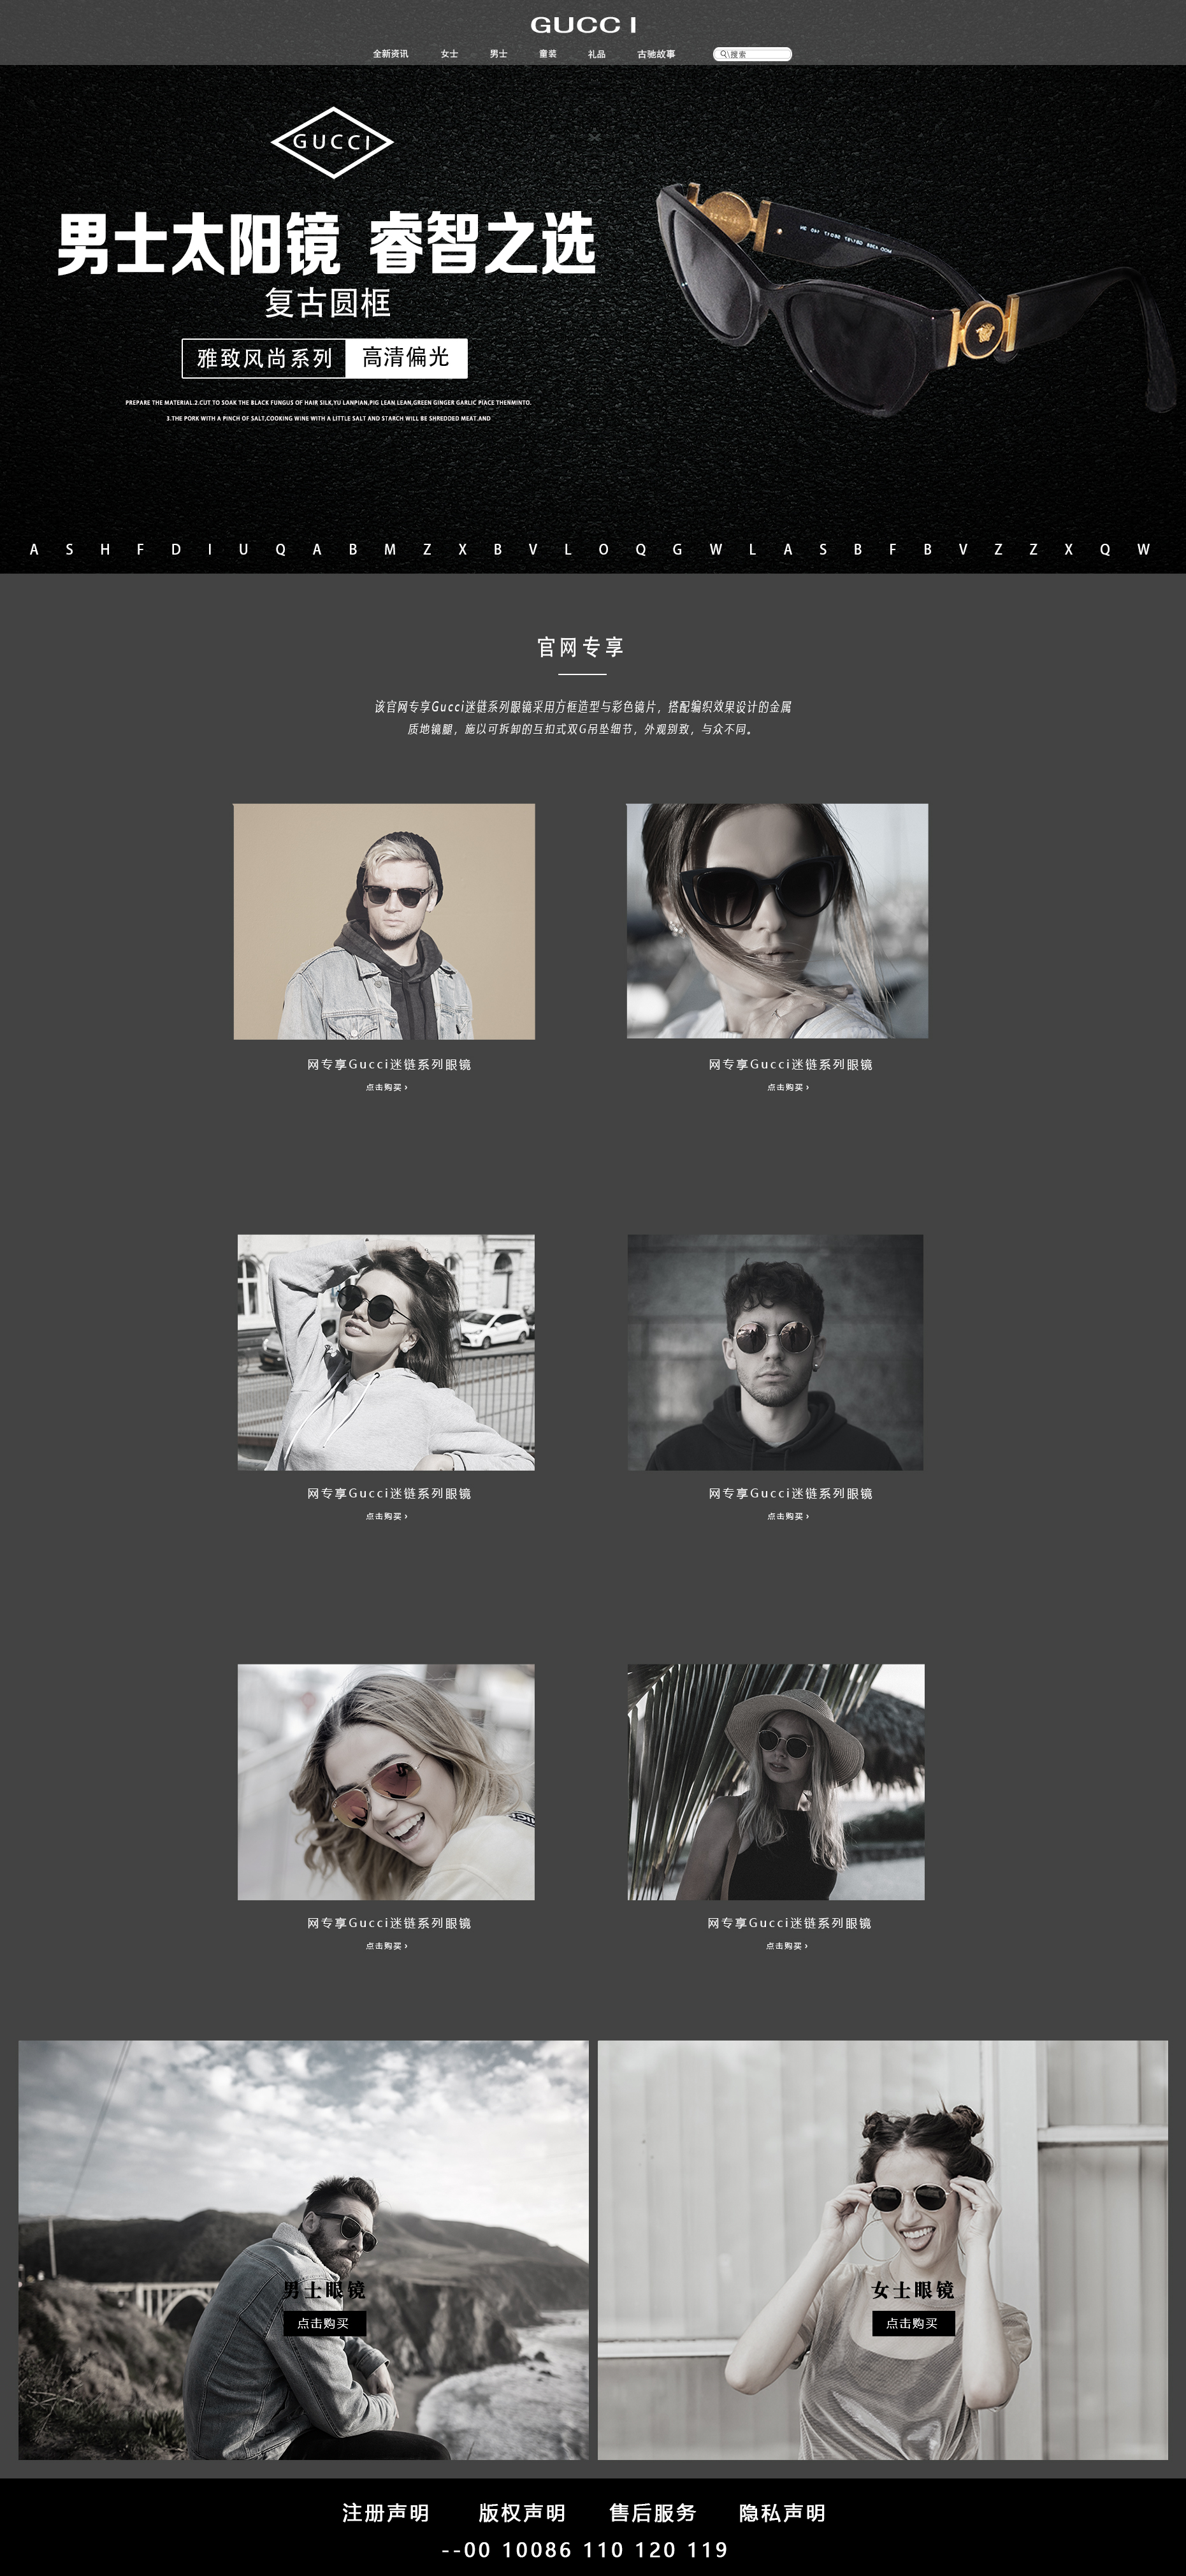 GUCC I
全新资讯 女士 男士 童装 礼品 古驰故事 搜索
GUCCI
男士太阳镜 睿智之选
复古圆框
雅致风尚系列 高清偏光
PREPARE THE MATERIAL.2.CUT TO SOAK THE BLACK FUNGUS OF HAIR SILK,YU LANPIAN,PIG LEAN LEAN,GREEN GINGER GARLIC PIACE THENMINTO.
3.THE PORK WITH A PINCH OF SALT,COOKING WINE WITH A LITTLE SALT AND STARCH WILL BE SHREDDED MEAT.AND
A S H F D I U Q A B M Z X B V L O Q G W L A S B F B V Z Z X Q W
官网专享
该官网专享Gucci迷链系列眼镜采用方框造型与彩色镜片，搭配编织效果设计的金属
质地镜腿，施以可拆卸的互扣式双G吊坠细节，外观别致，与众不同。
网专享Gucci迷链系列眼镜
点击购买 ›
网专享Gucci迷链系列眼镜
点击购买 ›
网专享Gucci迷链系列眼镜
点击购买 ›
网专享Gucci迷链系列眼镜
点击购买 ›
网专享Gucci迷链系列眼镜
点击购买 ›
网专享Gucci迷链系列眼镜
点击购买 ›
男士眼镜
点击购买
女士眼镜
点击购买
注册声明 版权声明 售后服务 隐私声明
--00 10086 110 120 119